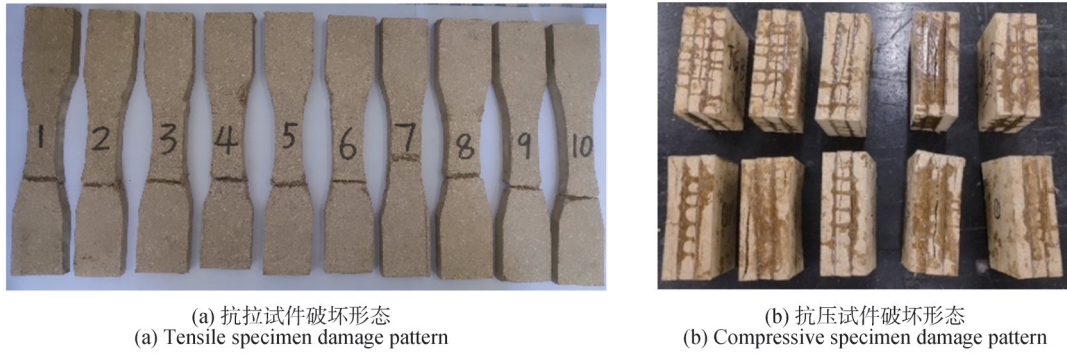 1 2 3 4 5 6 7 8 9 10
(a) 抗拉试件破坏形态
(a) Tensile specimen damage pattern
(b) 抗压试件破坏形态
(b) Compressive specimen damage pattern